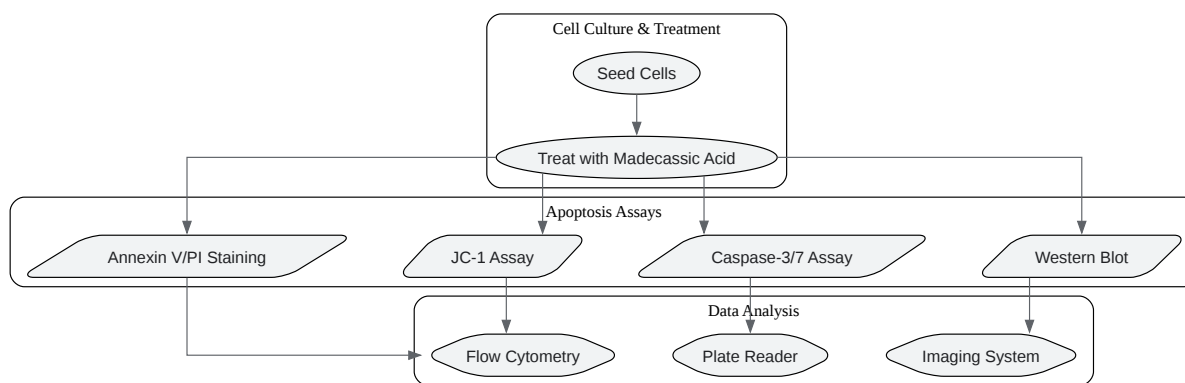 Cell Culture & Treatment
Seed Cells
Treat with Madecassic Acid
Apoptosis Assays
Annexin V/PI Staining
JC-1 Assay
Caspase-3/7 Assay
Western Blot
Data Analysis
Flow Cytometry
Plate Reader
Imaging System